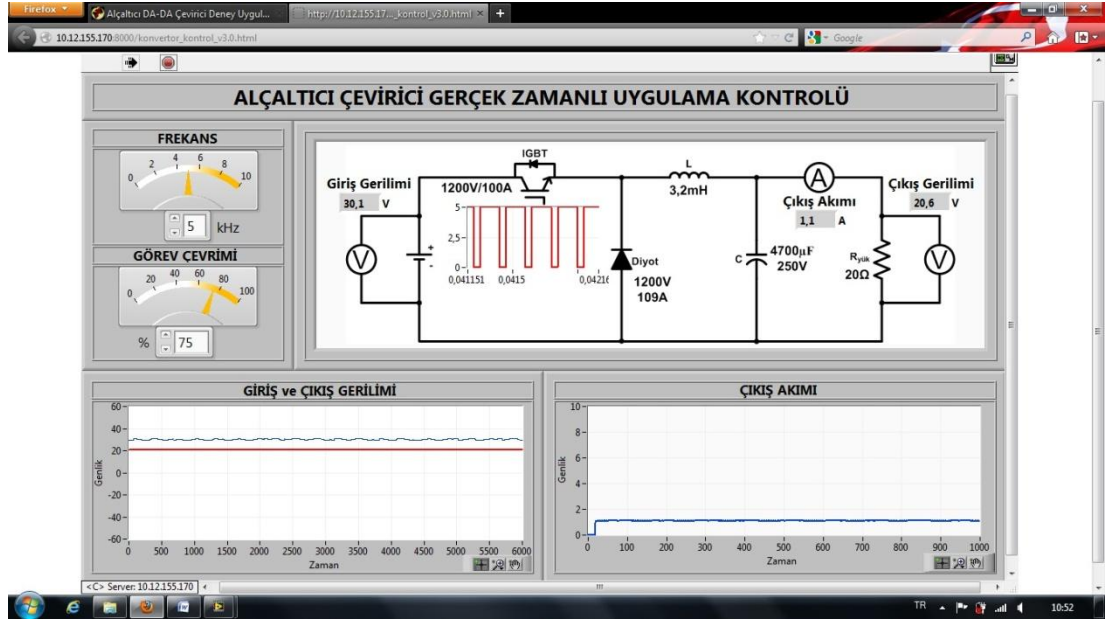 Firefox
Alçaltıcı DA-DA Çevirici Deney Uygul...
http://10.12.155.17..._kontrol_v3.0.html
10.12.155.170:8000/konvertor_kontrol_v3.0.html
Google
ALÇALTICI ÇEVİRİCİ GERÇEK ZAMANLI UYGULAMA KONTROLÜ
FREKANS
0 2 4 6 8 10
5 kHz
GÖREV ÇEVRİMİ
0 20 40 60 80 100
% 75
Giriş Gerilimi
30,1 V
V
+
-
IGBT
1200V/100A
5
2,5
0
0,041151 0,0415 0,04216
Diyot
1200V
109A
L
3,2mH
C
4700µF
250V
A
Çıkış Akımı
1,1 A
Ryük
20Ω
Çıkış Gerilimi
20,6 V
V
GİRİŞ ve ÇIKIŞ GERİLİMİ
Genlik
60
40
20
0
-20
-40
-60
0 500 1000 1500 2000 2500 3000 3500 4000 4500 5000 5500 6000
Zaman
ÇIKIŞ AKIMI
Genlik
10
8
6
4
2
0
0 100 200 300 400 500 600 700 800 900 1000
Zaman
<C> Server: 10.12.155.170
TR
10:52